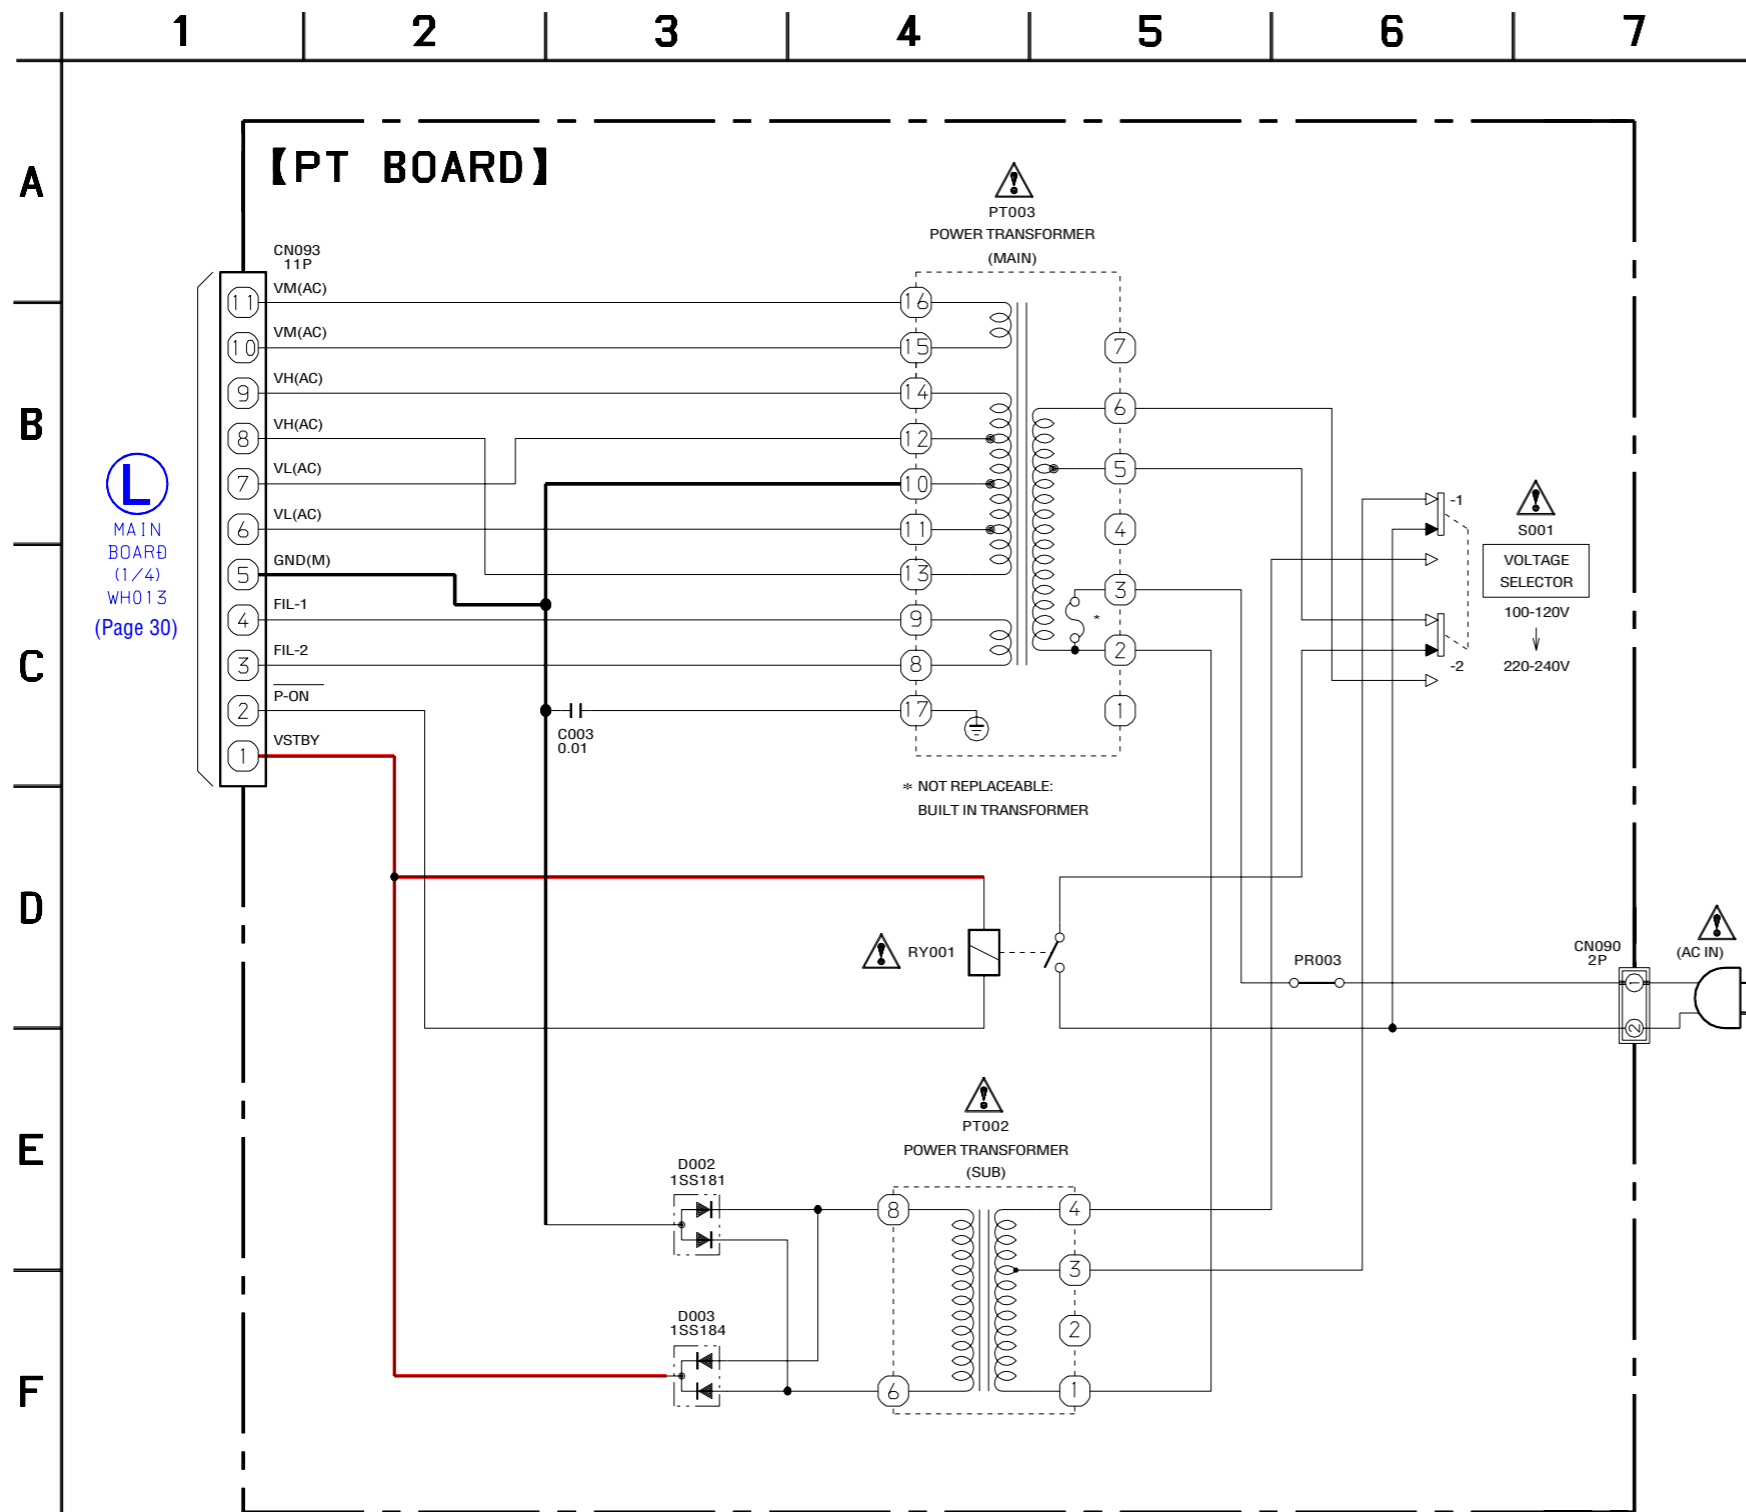 1 2 3 4 5 6 7
A
B
C
D
E
F
【PT BOARD】
PT003
POWER TRANSFORMER
(MAIN)
CN093
11P
11 VM(AC) 16
10 VM(AC) 15 7
9 VH(AC) 14 6
8 VH(AC) 12
7 VL(AC) 10 5
6 VL(AC) 11 4
5 GND(M) 13 3
4 FIL-1 9 *
3 FIL-2 8 2
2 P-ON 17 1
1 VSTBY
C003
0.01
* NOT REPLACEABLE:
BUILT IN TRANSFORMER
L
MAIN
BOARD
(1/4)
WH013
(Page 30)
-1
-2
S001
VOLTAGE
SELECTOR
100-120V
220-240V
RY001
PR003
CN090
2P
1
2
(AC IN)
PT002
POWER TRANSFORMER
(SUB)
D002
1SS181
D003
1SS184
8 4
3
2
6 1